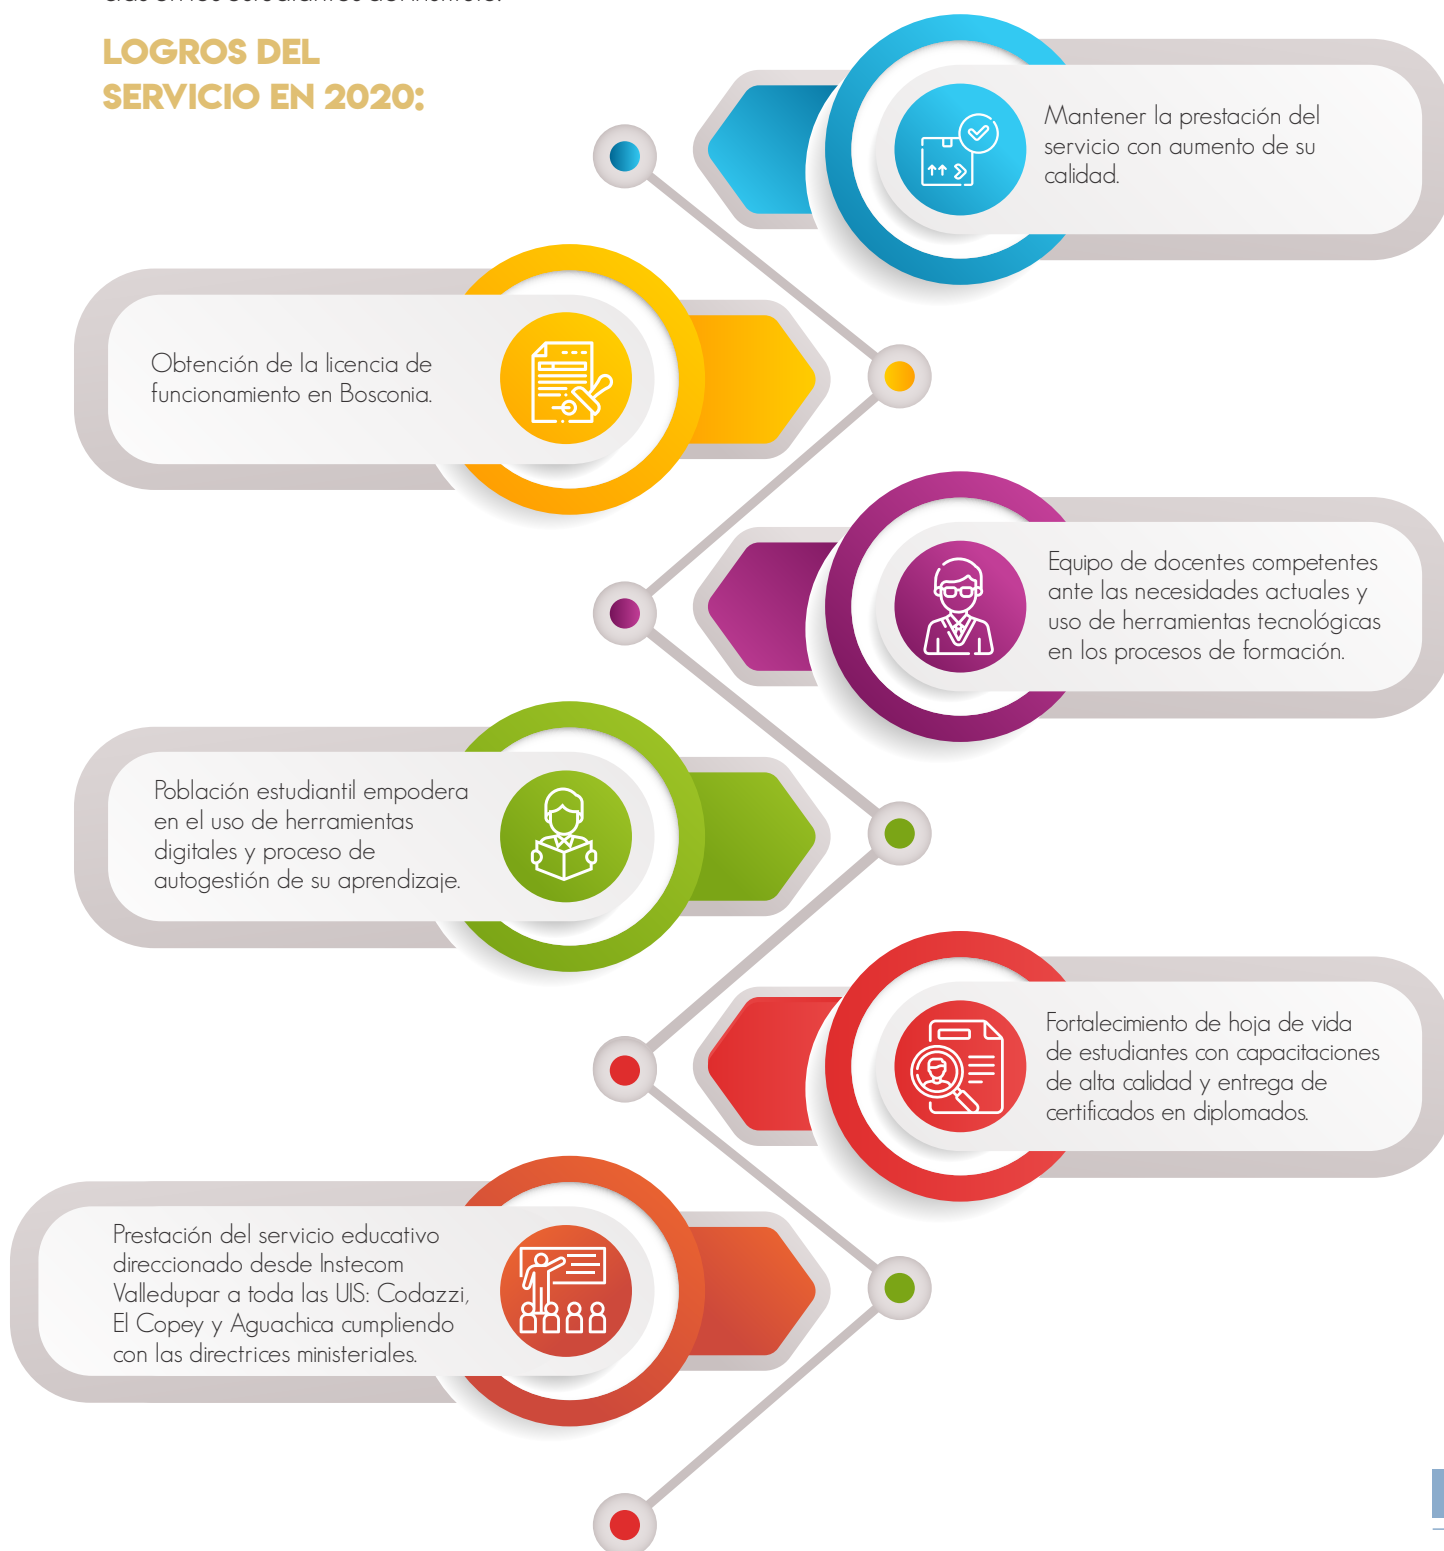 LOGROS DEL
SERVICIO EN 2020:
Mantener la prestación del
servicio con aumento de su
calidad.
Obtención de la licencia de
funcionamiento en Bosconia.
Equipo de docentes competentes
ante las necesidades actuales y
uso de herramientas tecnológicas
en los procesos de formación.
Población estudiantil empodera
en el uso de herramientas
digitales y proceso de
autogestión de su aprendizaje.
Fortalecimiento de hoja de vida
de estudiantes con capacitaciones
de alta calidad y entrega de
certificados en diplomados.
Prestación del servicio educativo
direccionado desde Instecom
Valledupar a toda las UIS: Codazzi,
El Copey y Aguachica cumpliendo
con las directrices ministeriales.